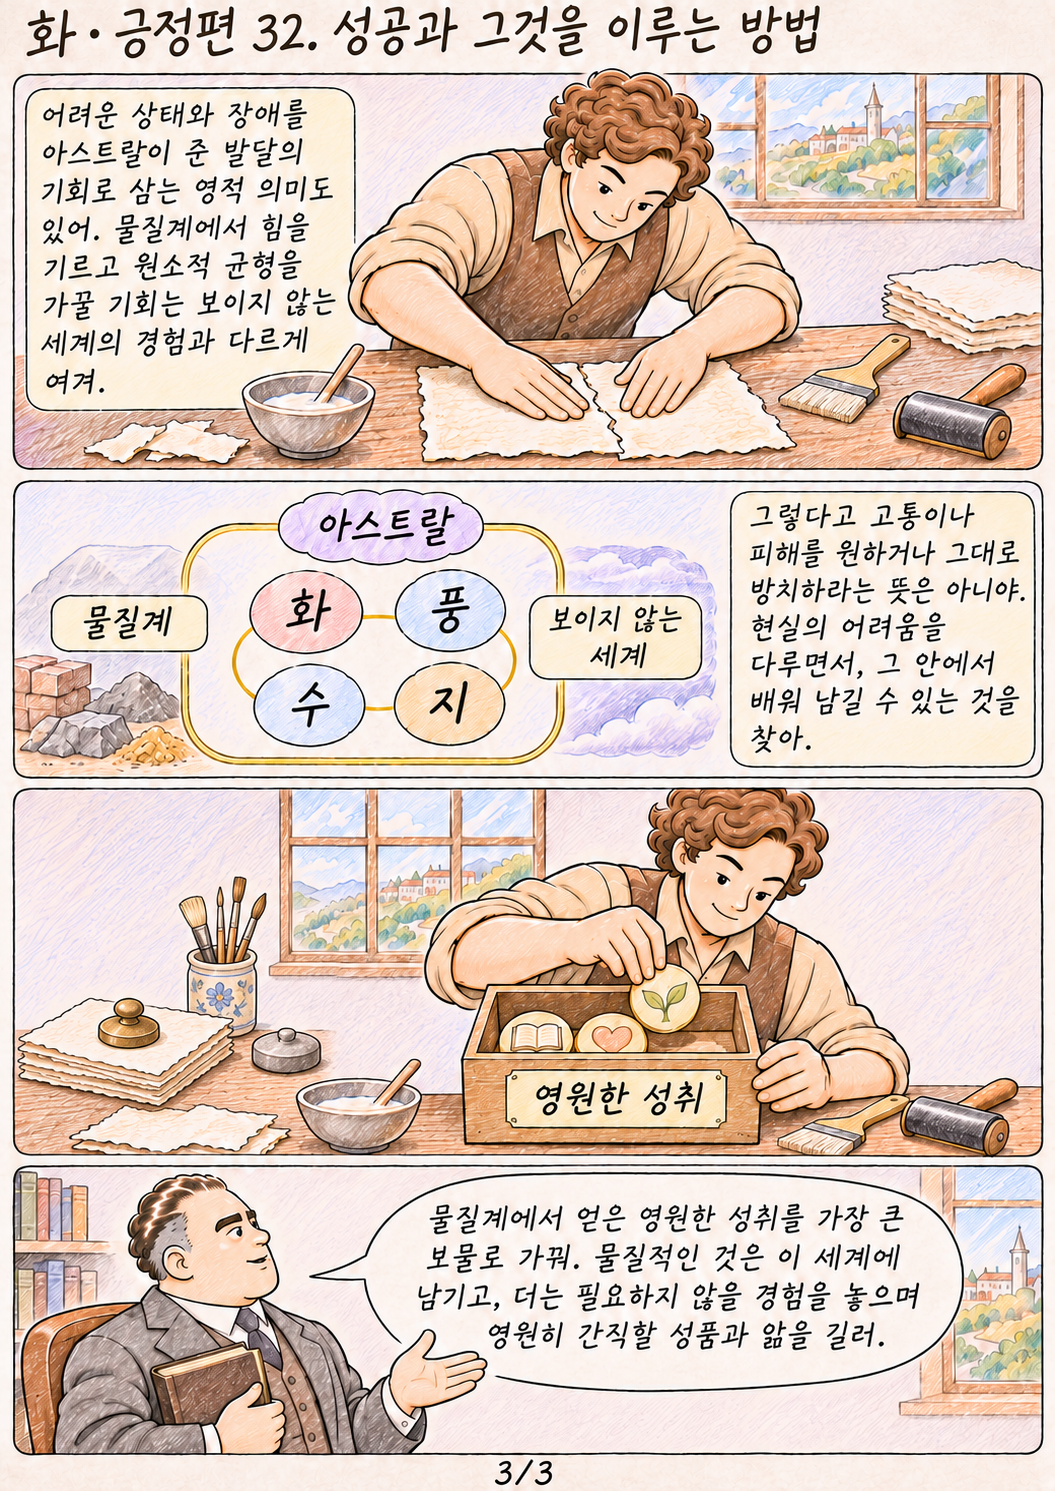 화 · 긍정편 32. 성공과 그것을 이루는 방법
어려운 상태와 장애를
아스트랄이 준 발달의
기회로 삼는 영적 의미도
있어. 물질계에서 힘을
기르고 원소적 균형을
가꿀 기회는 보이지 않는
세계의 경험과 다르게
여겨.
아스트랄
화
풍
물질계
보이지 않는
세계
수
지
그렇다고 고통이나
피해를 원하거나 그대로
방치하라는 뜻은 아니야.
현실의 어려움을
다루면서, 그 안에서
배워 남길 수 있는 것을
찾아.
영원한 성취
물질계에서 얻은 영원한 성취를 가장 큰
보물로 가꿔. 물질적인 것은 이 세계에
남기고, 더는 필요하지 않을 경험을 놓으며
영원히 간직할 성품과 앎을 길러.
3/3